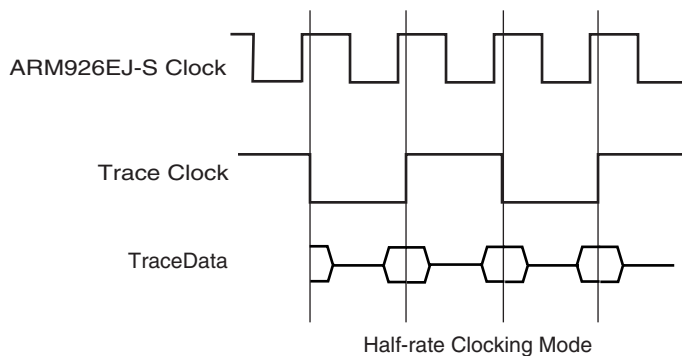 ARM926EJ-S Clock
Trace Clock
TraceData
Half-rate Clocking Mode